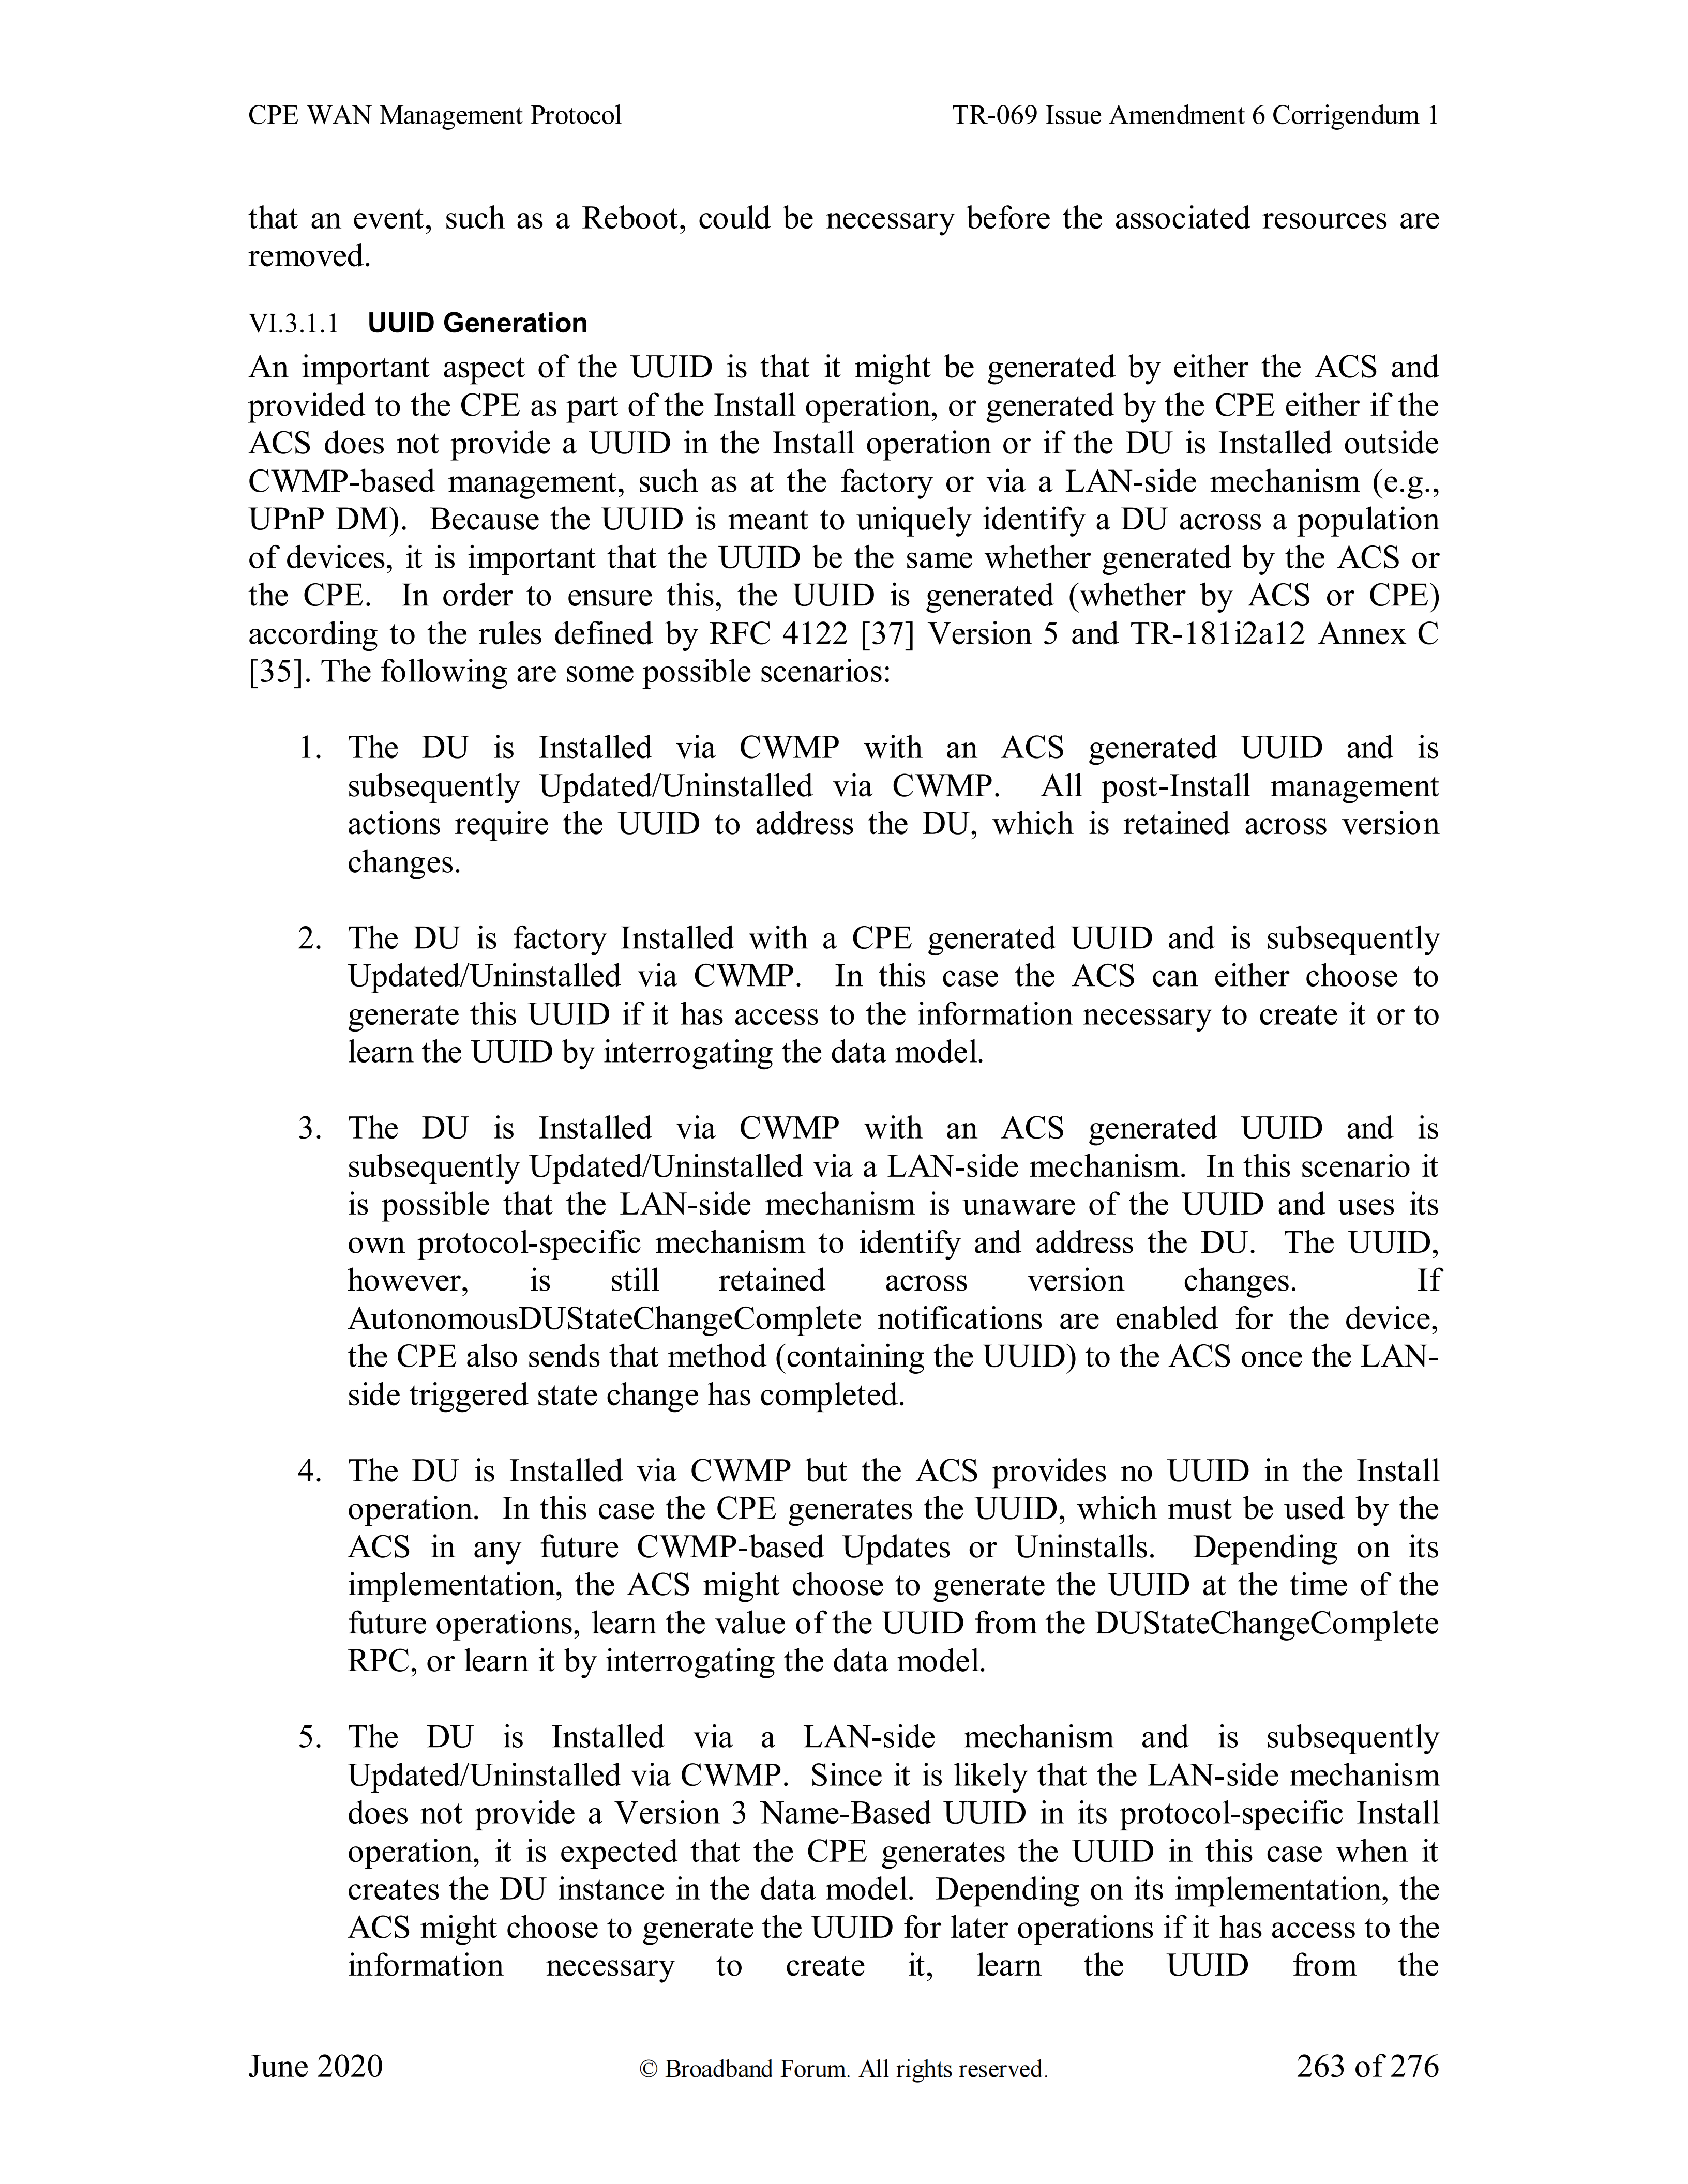 CPE WAN Management Protocol TR-069 Issue Amendment 6 Corrigendum 1
that an event, such as a Reboot, could be necessary before the associated resources are
removed.
VI.3.1.1 UUID Generation
An important aspect of the UUID is that it might be generated by either the ACS and
provided to the CPE as part of the Install operation, or generated by the CPE either if the
ACS does not provide a UUID in the Install operation or if the DU is Installed outside
CWMP-based management, such as at the factory or via a LAN-side mechanism (e.g.,
UPnP DM). Because the UUID is meant to uniquely identify a DU across a population
of devices, it is important that the UUID be the same whether generated by the ACS or
the CPE. In order to ensure this, the UUID is generated (whether by ACS or CPE)
according to the rules defined by RFC 4122 [37] Version 5 and TR-181i2a12 Annex C
[35]. The following are some possible scenarios:
1. The DU is Installed via CWMP with an ACS generated UUID and is
subsequently Updated/Uninstalled via CWMP. All post-Install management
actions require the UUID to address the DU, which is retained across version
changes.
2. The DU is factory Installed with a CPE generated UUID and is subsequently
Updated/Uninstalled via CWMP. In this case the ACS can either choose to
generate this UUID if it has access to the information necessary to create it or to
learn the UUID by interrogating the data model.
3. The DU is Installed via CWMP with an ACS generated UUID and is
subsequently Updated/Uninstalled via a LAN-side mechanism. In this scenario it
is possible that the LAN-side mechanism is unaware of the UUID and uses its
own protocol-specific mechanism to identify and address the DU. The UUID,
however, is still retained across version changes. If
AutonomousDUStateChangeComplete notifications are enabled for the device,
the CPE also sends that method (containing the UUID) to the ACS once the LAN-
side triggered state change has completed.
4. The DU is Installed via CWMP but the ACS provides no UUID in the Install
operation. In this case the CPE generates the UUID, which must be used by the
ACS in any future CWMP-based Updates or Uninstalls. Depending on its
implementation, the ACS might choose to generate the UUID at the time of the
future operations, learn the value of the UUID from the DUStateChangeComplete
RPC, or learn it by interrogating the data model.
5. The DU is Installed via a LAN-side mechanism and is subsequently
Updated/Uninstalled via CWMP. Since it is likely that the LAN-side mechanism
does not provide a Version 3 Name-Based UUID in its protocol-specific Install
operation, it is expected that the CPE generates the UUID in this case when it
creates the DU instance in the data model. Depending on its implementation, the
ACS might choose to generate the UUID for later operations if it has access to the
information necessary to create it, learn the UUID from the
June 2020 © Broadband Forum. All rights reserved. 263 of 276